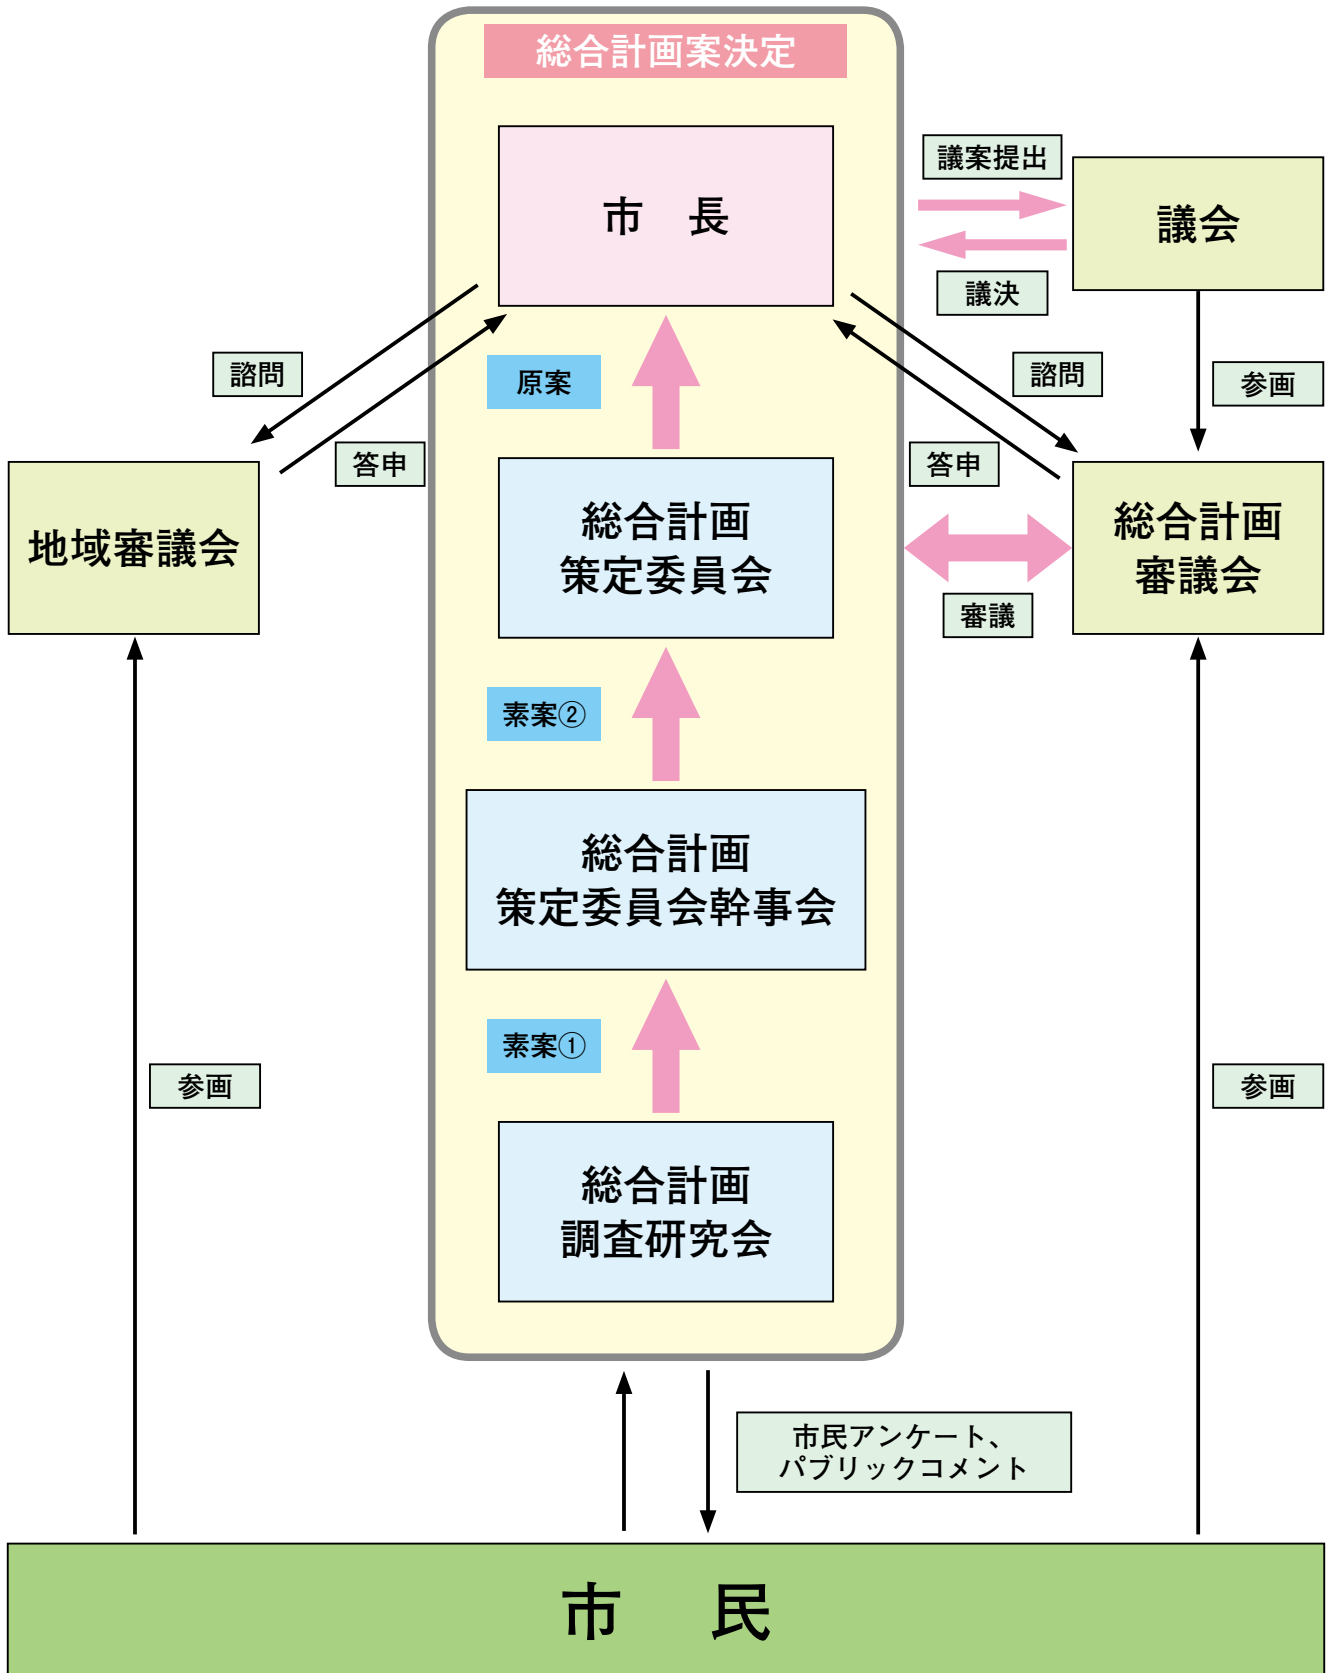 総合計画案決定
市　長
議案提出
議会
議決
諮問
原案
諮問
参画
答申
答申
地域審議会
総合計画
策定委員会
総合計画
審議会
審議
素案②
総合計画
策定委員会幹事会
素案①
参画
参画
総合計画
調査研究会
市民アンケート、
パブリックコメント
市　民